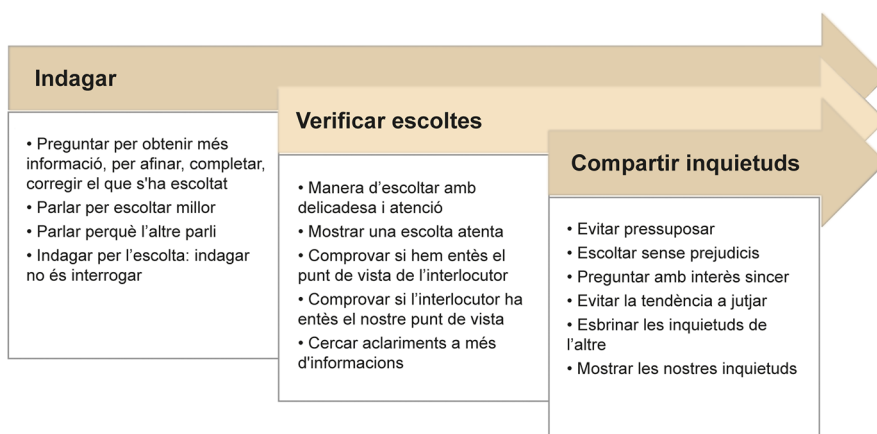 Indagar
• Preguntar per obtenir més
informació, per afinar, completar,
corregir el que s'ha escoltat
• Parlar per escoltar millor
• Parlar perquè l'altre parli
• Indagar per l'escolta: indagar
no és interrogar
Verificar escoltes
• Manera d'escoltar amb
delicadesa i atenció
• Mostrar una escolta atenta
• Comprovar si hem entès el
punt de vista de l'interlocutor
• Comprovar si l'interlocutor ha
entès el nostre punt de vista
• Cercar aclariments a més
d'informacions
Compartir inquietuds
• Evitar pressuposar
• Escoltar sense prejudicis
• Preguntar amb interès sincer
• Evitar la tendència a jutjar
• Esbrinar les inquietuds de
l'altre
• Mostrar les nostres inquietuds